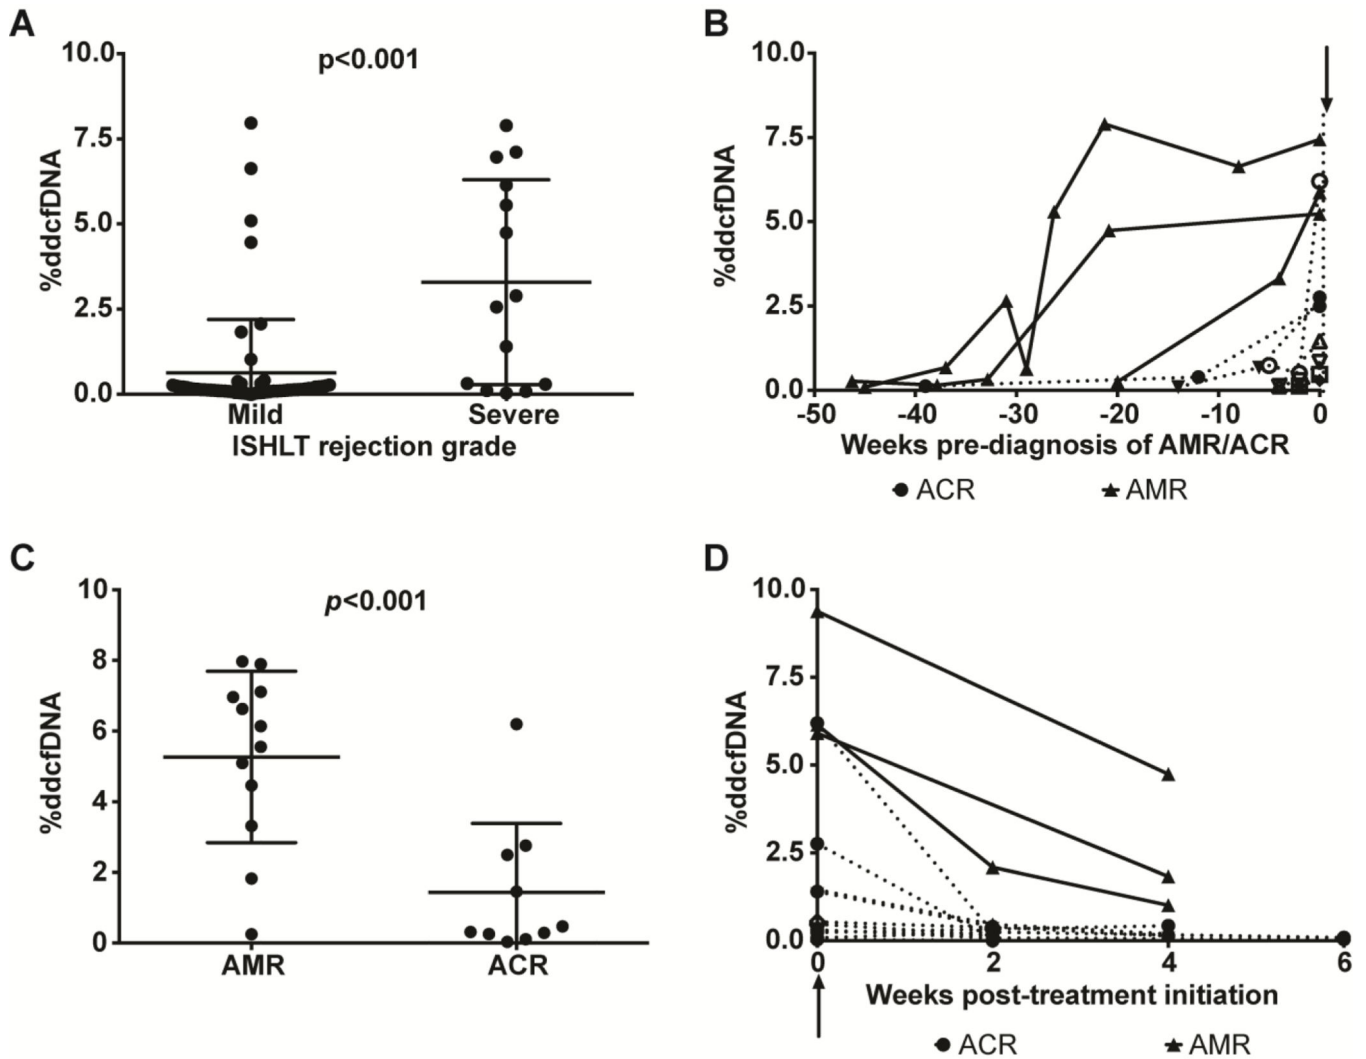 A
p<0.001
10.0
7.5
5.0
2.5
0.0
%ddcfDNA
Mild Severe
ISHLT rejection grade
B
10.0
7.5
5.0
2.5
0.0
%ddcfDNA
-50 -40 -30 -20 -10 0
Weeks pre-diagnosis of AMR/ACR
ACR AMR
C
p<0.001
10
8
6
4
2
0
%ddcfDNA
AMR ACR
D
10.0
7.5
5.0
2.5
0.0
%ddcfDNA
0 2 4 6
Weeks post-treatment initiation
ACR AMR